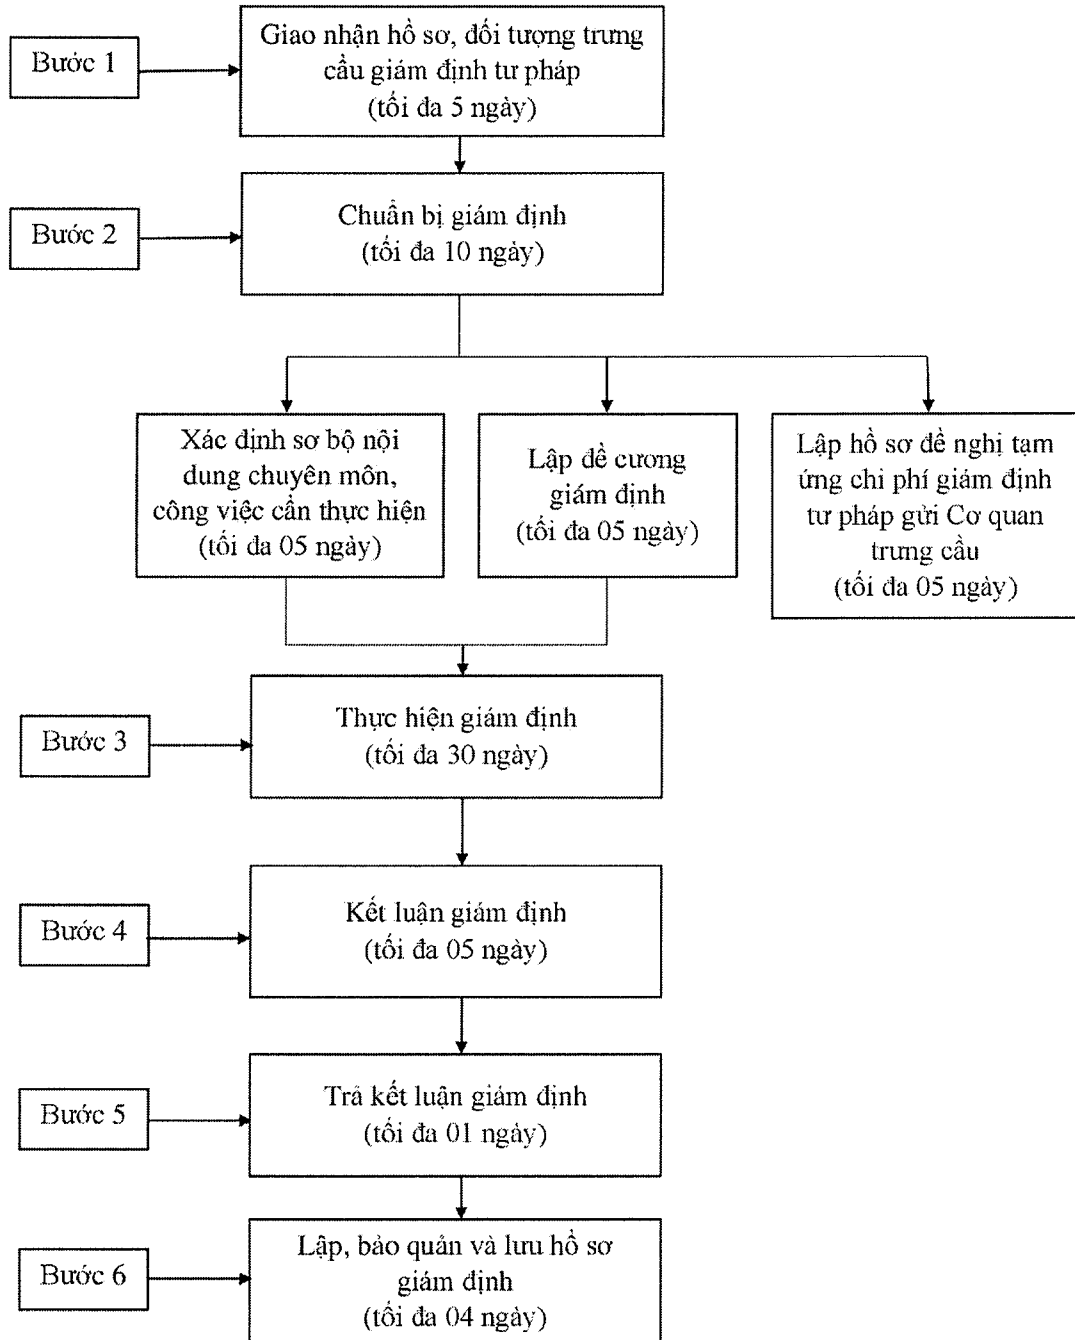 Bước 1
Giao nhận hồ sơ, đối tượng trưng
cầu giám định tư pháp
(tối đa 5 ngày)
Bước 2
Chuẩn bị giám định
(tối đa 10 ngày)
Xác định sơ bộ nội
dung chuyên môn,
công việc cần thực hiện
(tối đa 05 ngày)
Lập đề cương
giám định
(tối đa 05 ngày)
Lập hồ sơ đề nghị tạm
ứng chi phí giám định
tư pháp gửi Cơ quan
trưng cầu
(tối đa 05 ngày)
Bước 3
Thực hiện giám định
(tối đa 30 ngày)
Bước 4
Kết luận giám định
(tối đa 05 ngày)
Bước 5
Trả kết luận giám định
(tối đa 01 ngày)
Bước 6
Lập, bảo quản và lưu hồ sơ
giám định
(tối đa 04 ngày)